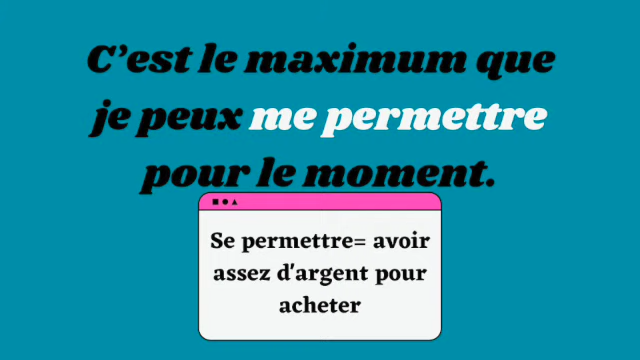 C’est le maximum que
je peux me permettre
pour le moment.
Se permettre= avoir
assez d'argent pour
acheter